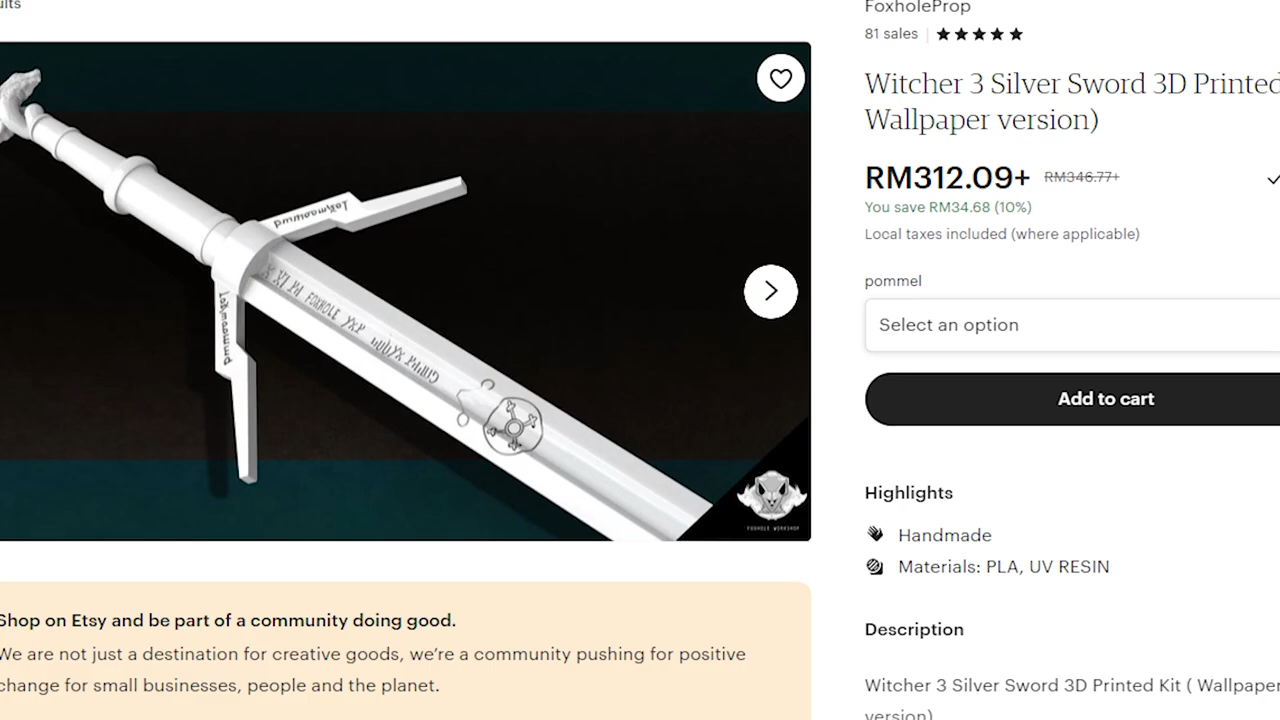 FoxholeProp
81 sales
Witcher 3 Silver Sword 3D Printed
Wallpaper version)
RM312.09+ RM346.77+
You save RM34.68 (10%)
Local taxes included (where applicable)
pommel
Select an option
Add to cart
FOXHOLE
FOXHOLE WORKSHOP
Highlights
Handmade
Materials: PLA, UV RESIN
Shop on Etsy and be part of a community doing good.
We are not just a destination for creative goods, we're a community pushing for positive
change for small businesses, people and the planet.
Description
Witcher 3 Silver Sword 3D Printed Kit ( Wallpaper
version)